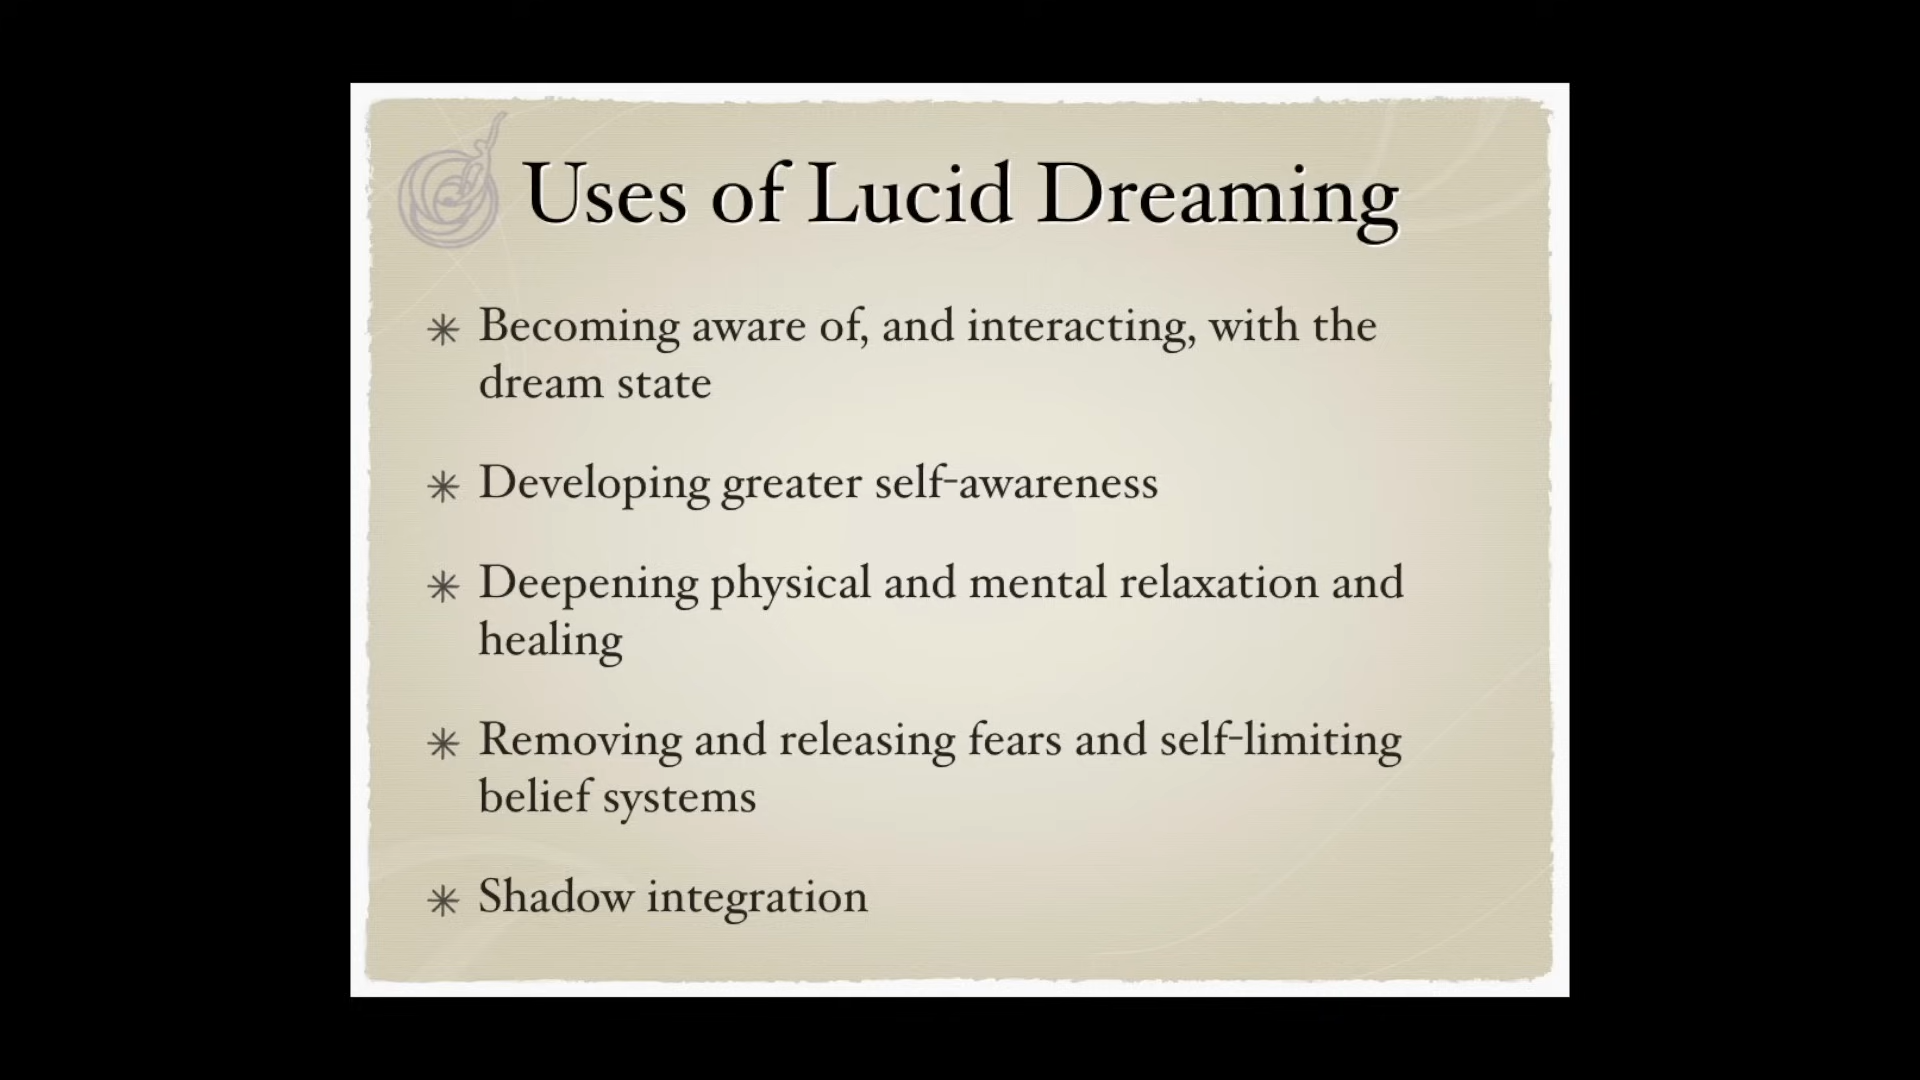 Uses of Lucid Dreaming
Becoming aware of, and interacting, with the
dream state
Developing greater self-awareness
Deepening physical and mental relaxation and
healing
Removing and releasing fears and self-limiting
belief systems
Shadow integration